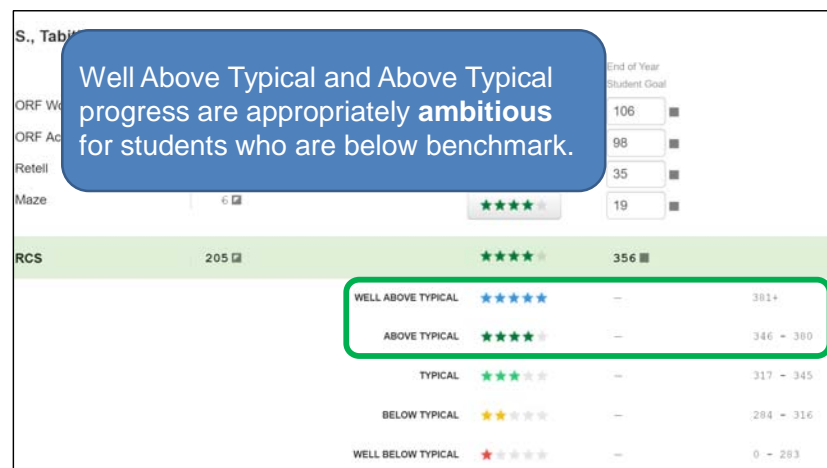 S., Tabi
Well Above Typical and Above Typical
progress are appropriately ambitious
for students who are below benchmark.
End of Year
Student Goal
ORF 106
ORF 98
Retell 35
Maze 6 19
RCS 205 356
WELL ABOVE TYPICAL – 381+
ABOVE TYPICAL – 346 - 380
TYPICAL – 317 - 345
BELOW TYPICAL – 284 - 316
WELL BELOW TYPICAL – 0 - 283